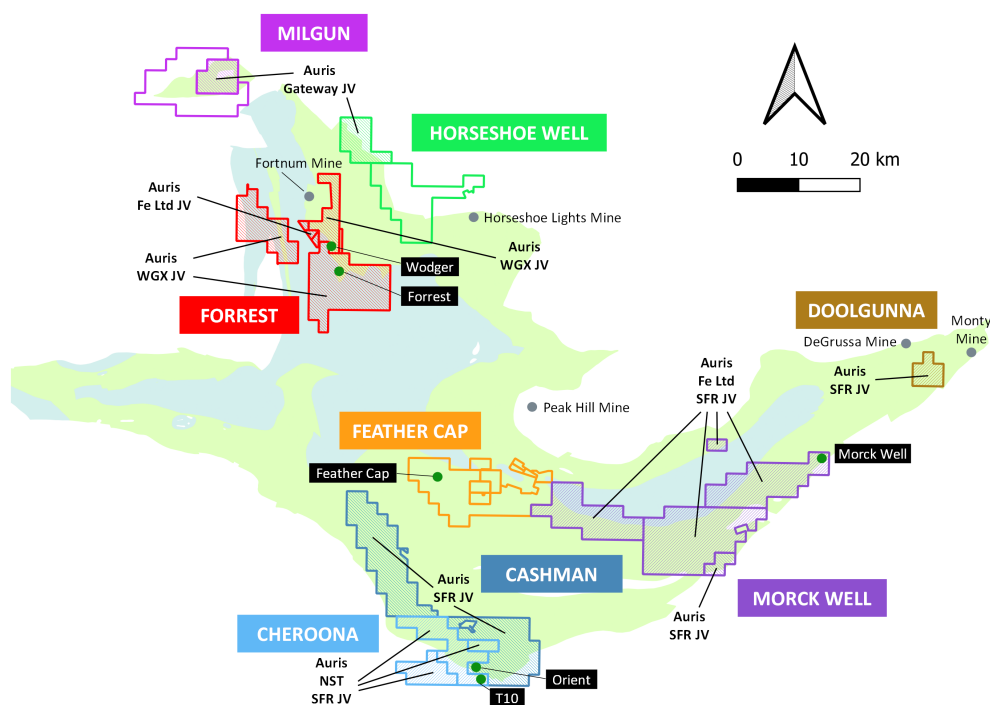 MILGUN
Auris
Gateway JV
HORSESHOE WELL
0 10 20 km
Fortnum Mine
Auris
Fe Ltd JV
Horseshoe Lights Mine
Auris
WGX JV
Auris
WGX JV
Wodger
Forrest
FORREST
DOOLGUNNA
Monty
Mine
DeGrussa Mine
Auris
Fe Ltd
SFR JV
Auris
SFR JV
Peak Hill Mine
FEATHER CAP
Feather Cap
Morck Well
CASHMAN
Auris
SFR JV
MORCK WELL
Auris
SFR JV
CHEROONA
Auris
NST
SFR JV
Orient
T10